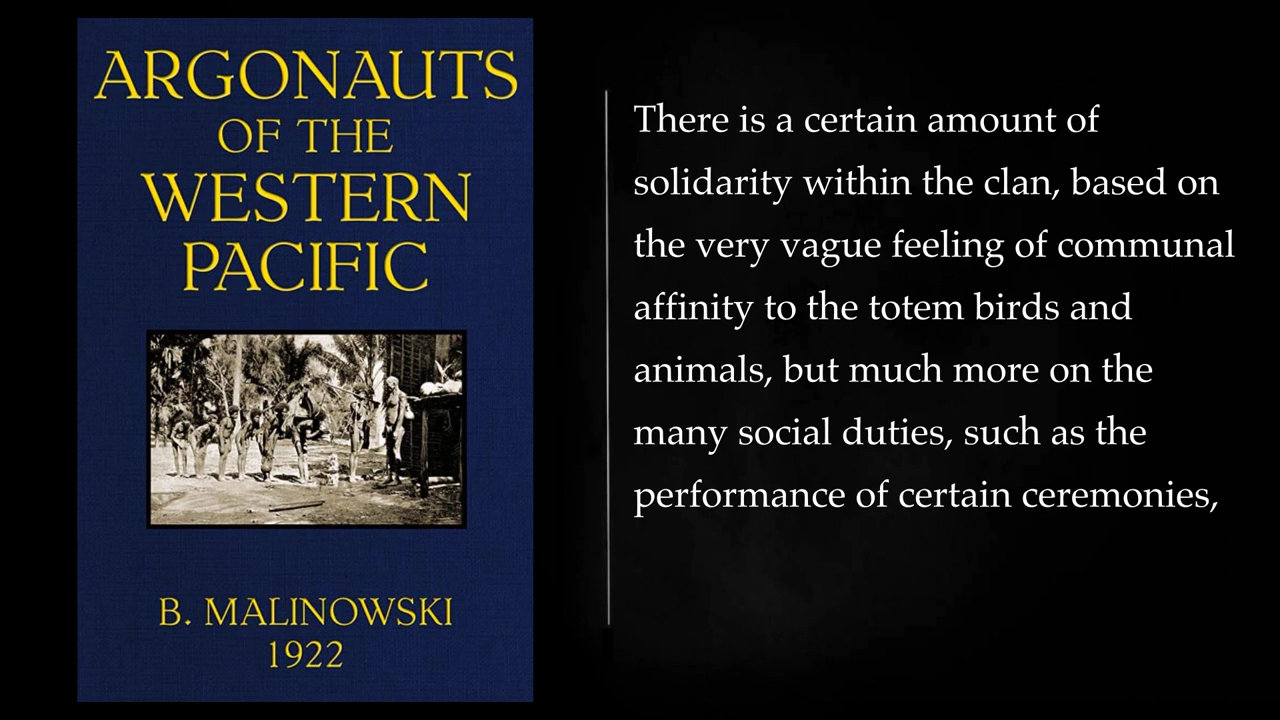 ARGONAUTS
OF THE
WESTERN
PACIFIC
B. MALINOWSKI
1922
There is a certain amount of
solidarity within the clan, based on
the very vague feeling of communal
affinity to the totem birds and
animals, but much more on the
many social duties, such as the
performance of certain ceremonies,